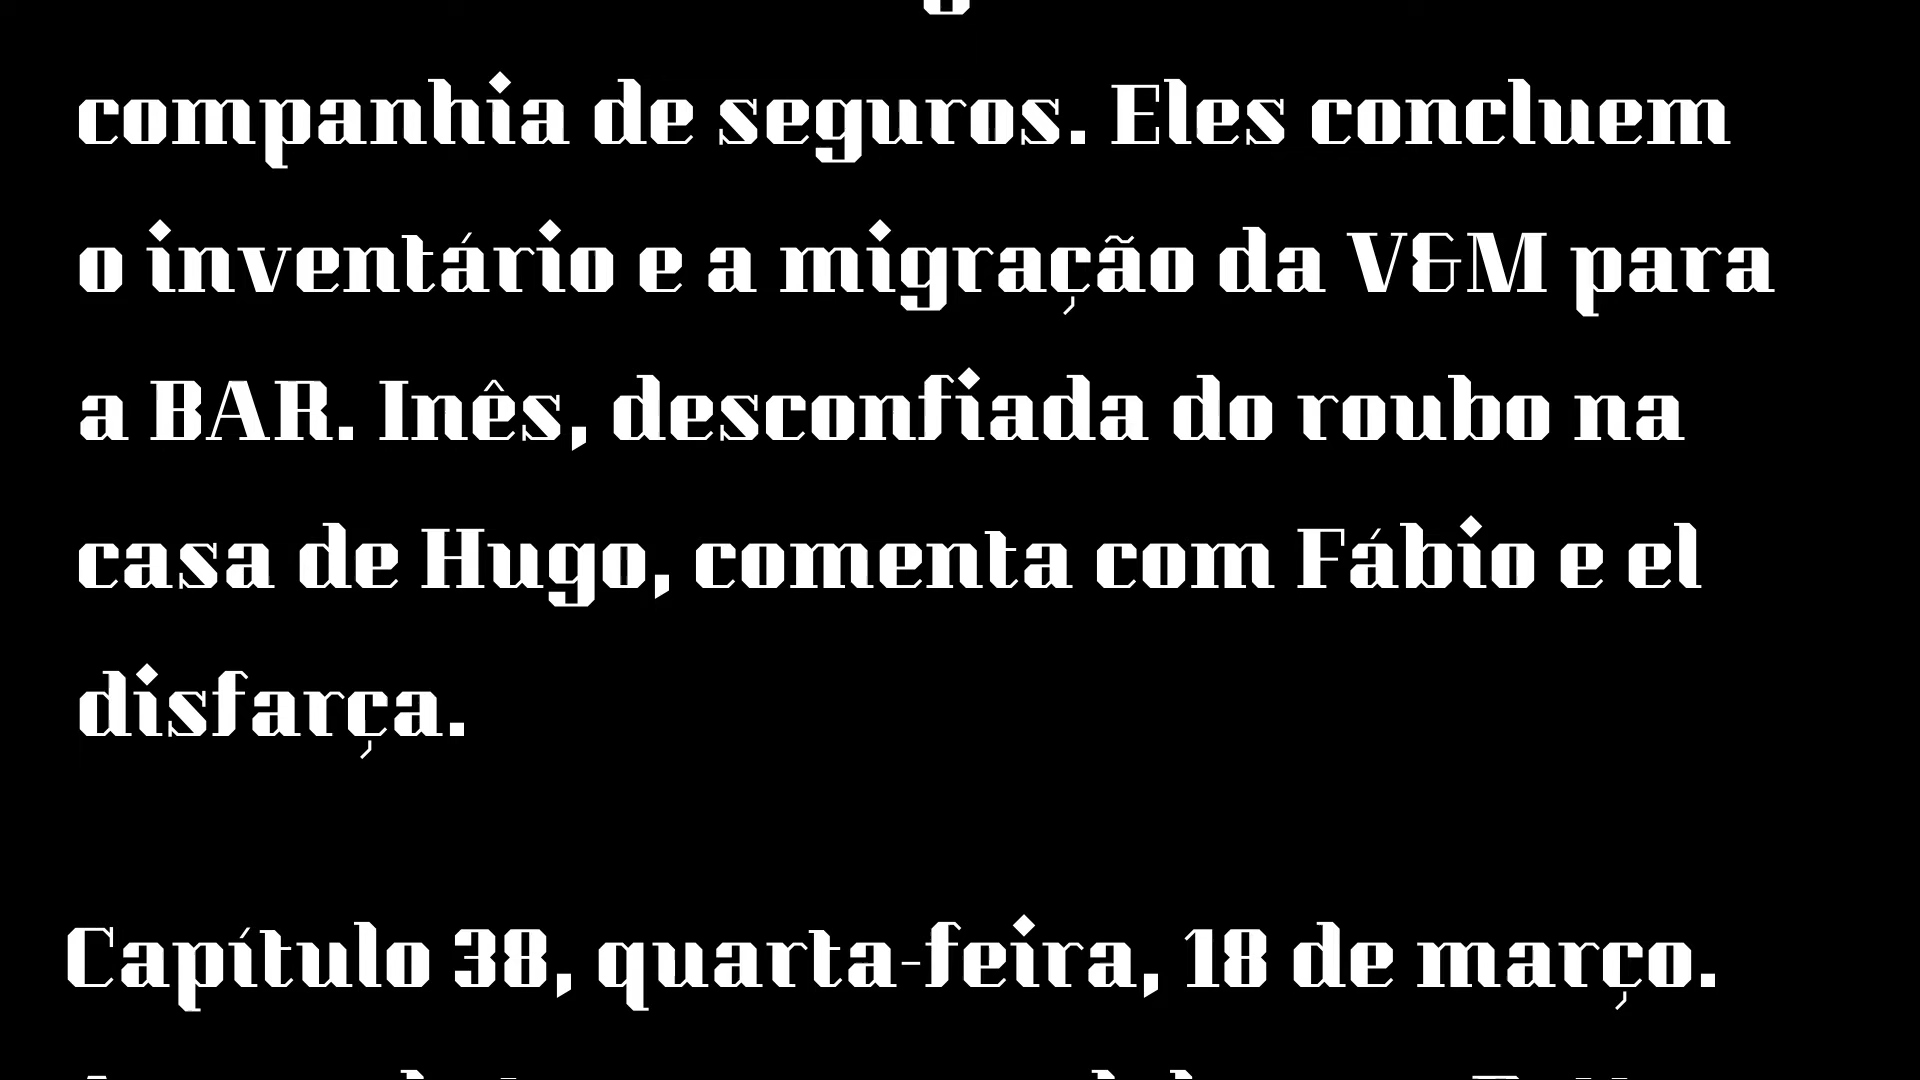 companhia de seguros. Eles concluem
o inventário e a migração da V&M para
a BAR. Inês, desconfiada do roubo na
casa de Hugo, comenta com Fábio e el
disfarça.
Capítulo 38, quarta-feira, 18 de março.